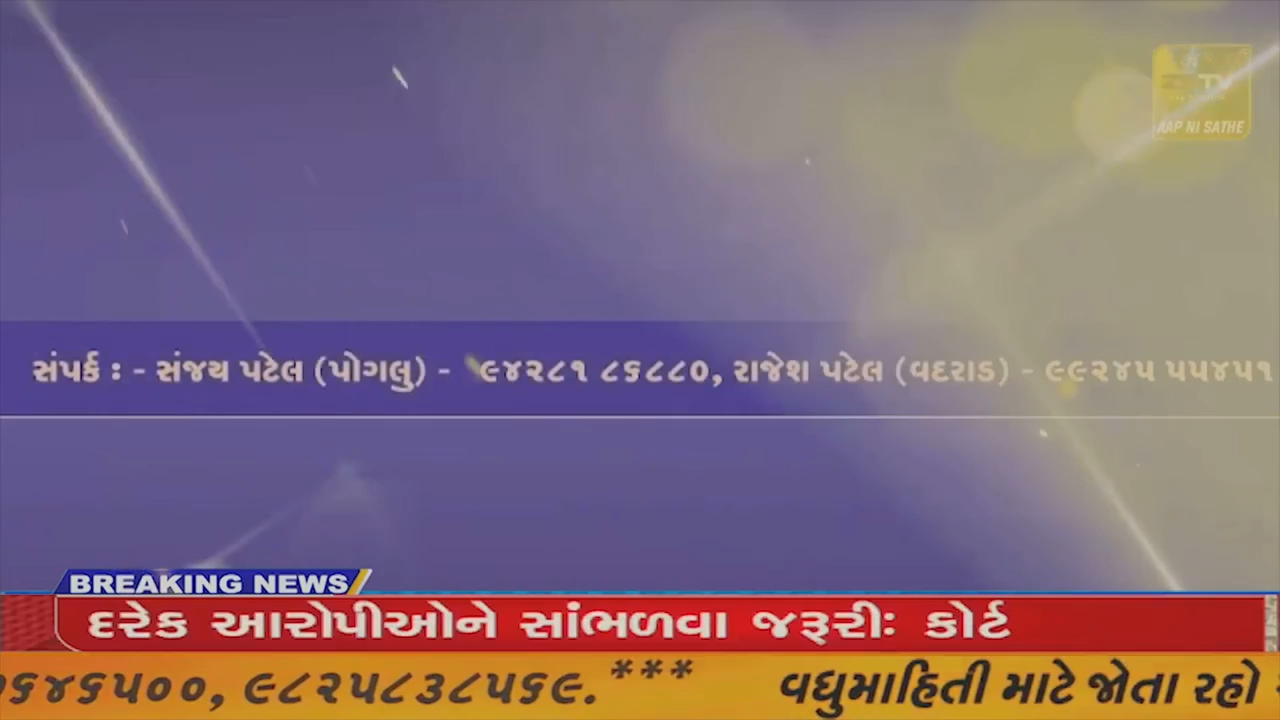 TV
AAP NI SATHE
સંપર્ક : - સંજય પટેલ (પોગલુ) - ૯૪૨૮૧ ૮૬૮૮૦, રાજેશ પટેલ (વદરાડ) - ૯૯૨૪૫ ૫૫૪૫૧
BREAKING NEWS
દરેક આરોપીઓને સાંભળવા જરૂરીઃ કોર્ટ
૬૪૬૫૦૦, ૯૮૨૫૮૩૮૫૬૯. *** વધુમાહિતી માટે જોતા રહો